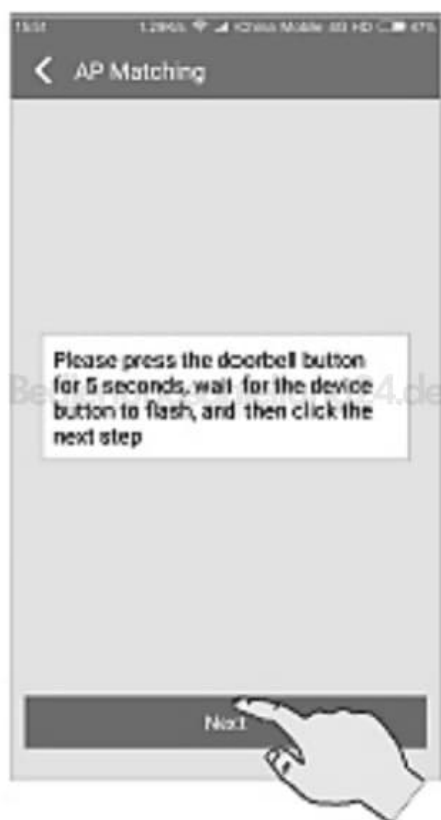 AP Matching
Please press the doorbell button
for 5 seconds, wait for the device
button to flash, and then click the
next step
Next